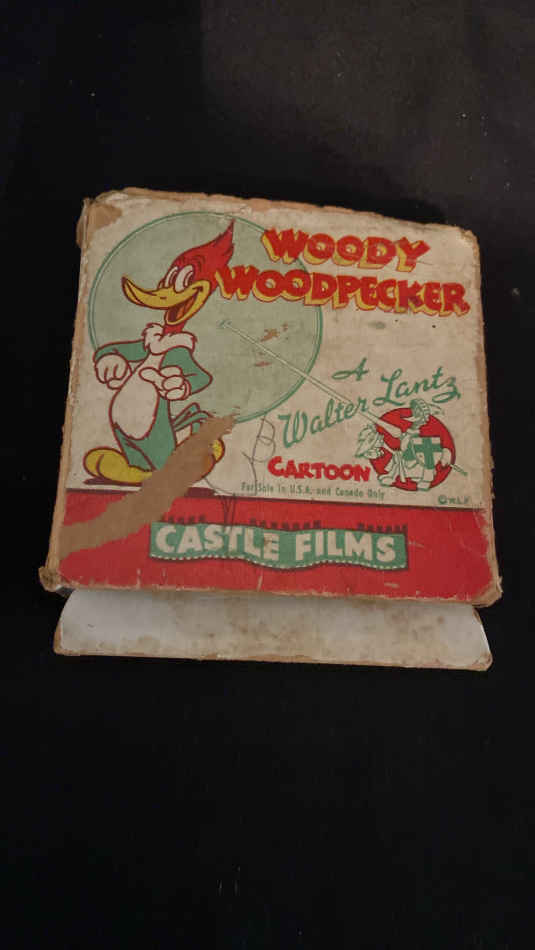 WOODY
WOODPECKER
A
Walter Lantz
CARTOON
For Sale in U.S.A. and Canada Only
© W.L.P.
CASTLE FILMS